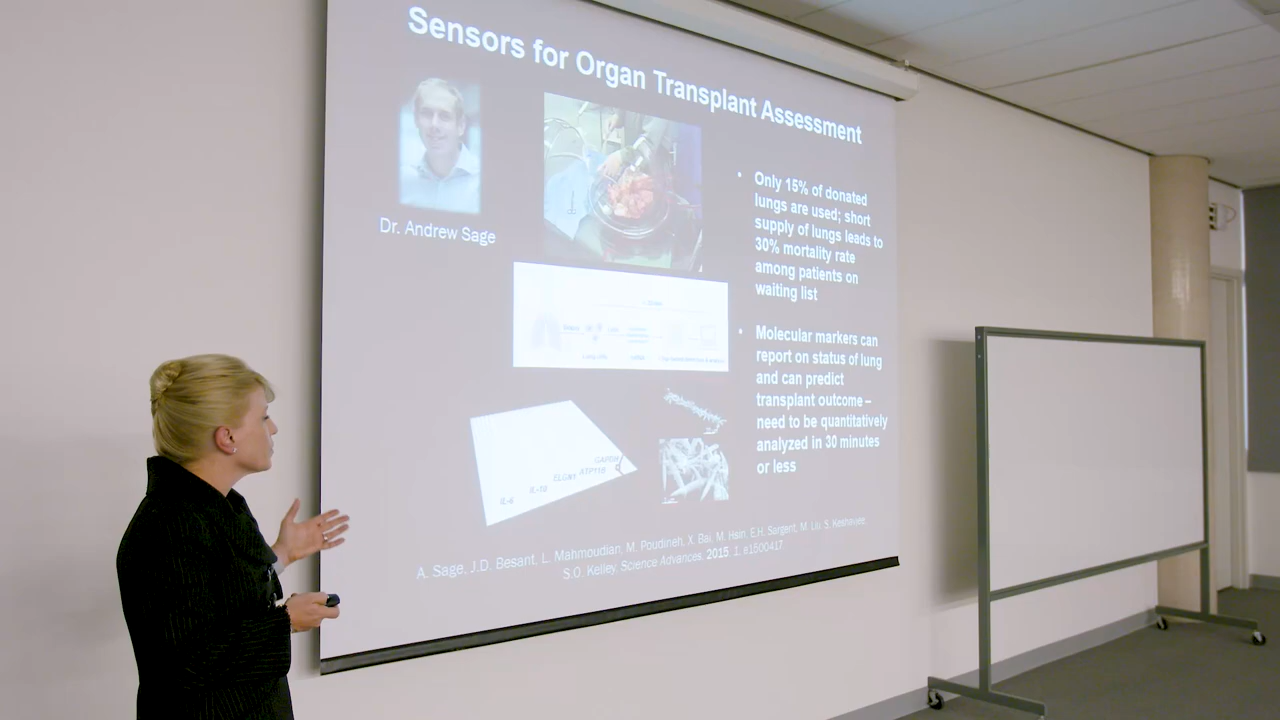 Sensors for Organ Transplant Assessment
Dr. Andrew Sage
• Only 15% of donated
lungs are used; short
supply of lungs leads to
30% mortality rate
among patients on
waiting list
• Molecular markers can
report on status of lung
and can predict
transplant outcome –
need to be quantitatively
analyzed in 30 minutes
or less
IL-6
IL-10
ATP11B
A. Sage, J.D. Besant, L. Mahmoudian, M. Poudineh, X. Bai, M. Hsin, E.H. Sargent, M. Liu, S. Keshavjee,
S.O. Kelley. Science Advances. 2015. 1, e1500417.